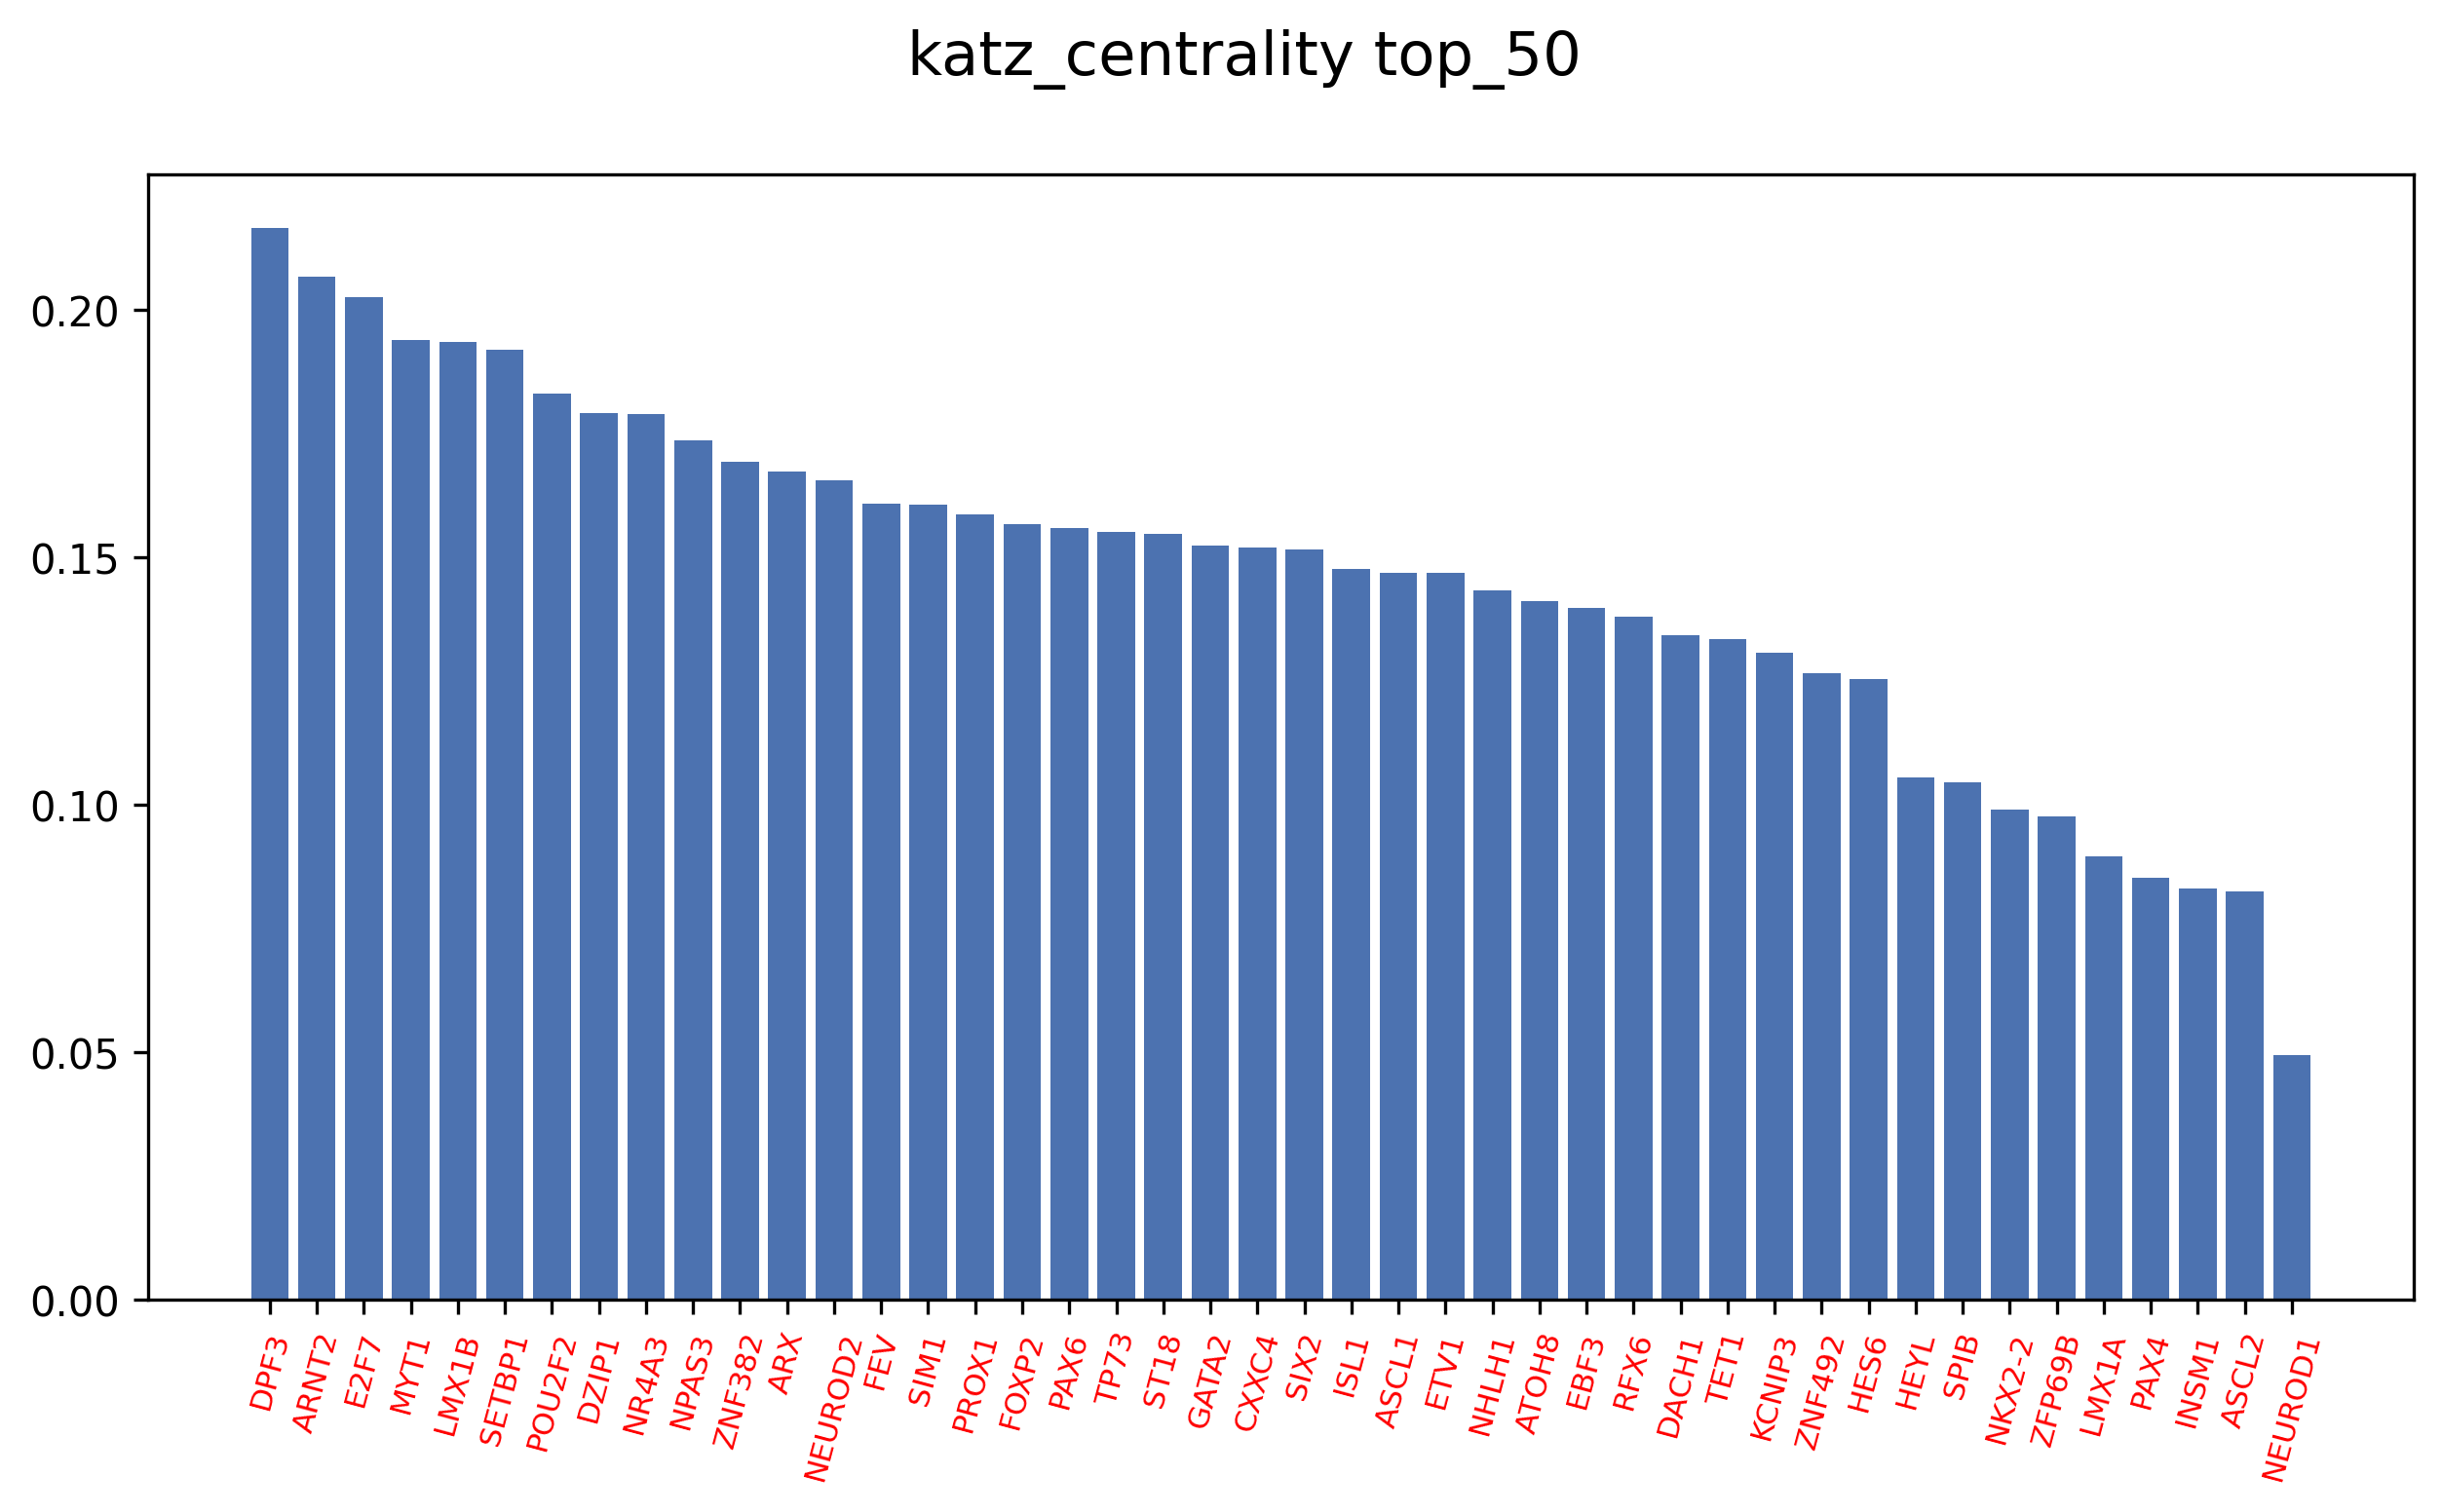 katz_centrality top_50
0.20
0.15
0.10
0.05
0.00
DPF3
ARNT2
E2F7
MYT1
LMX1B
SETBP1
POU2F2
DZIP1
NR4A3
NPAS3
ZNF382
ARX
NEUROD2
FEV
SIM1
PROX1
FOXP2
PAX6
TP73
ST18
GATA2
CXXC4
SIX2
ISL1
ASCL1
ETV1
NHLH1
ATOH8
EBF3
RFX6
DACH1
TET1
KCNIP3
ZNF492
HES6
HEYL
SPIB
NKX2-2
ZFP69B
LMX1A
PAX4
INSM1
ASCL2
NEUROD1